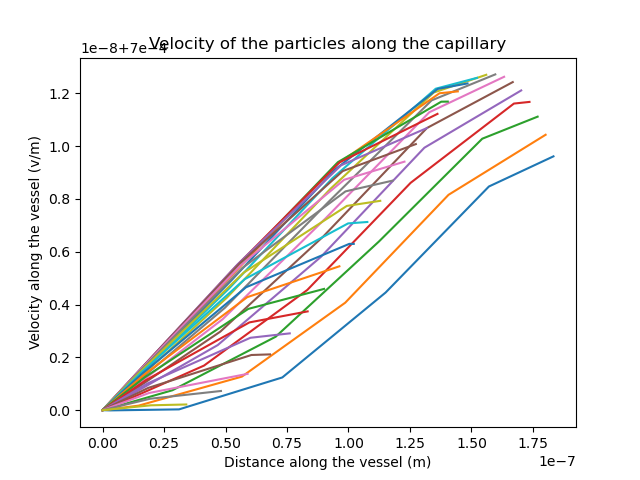 Velocity of the particles along the capillary
1e−8+7e−4
Velocity along the vessel (v/m)
1.2
1.0
0.8
0.6
0.4
0.2
0.0
0.00 0.25 0.50 0.75 1.00 1.25 1.50 1.75
Distance along the vessel (m)
1e−7